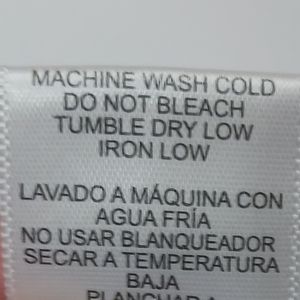 MACHINE WASH COLD
DO NOT BLEACH
TUMBLE DRY LOW
IRON LOW
LAVADO A MÁQUINA CON
AGUA FRÍA
NO USAR BLANQUEADOR
SECAR A TEMPERATURA
BAJA
PLANCHAR A